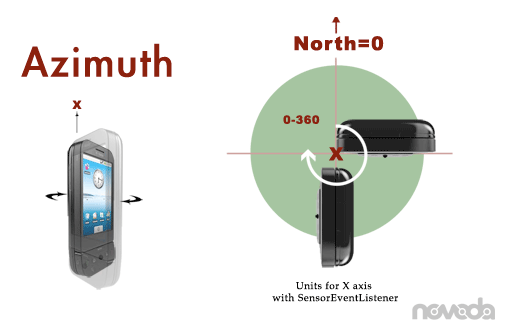 Azimuth
x
North=0
0-360
X
Units for X axis
with SensorEventListener
novoda